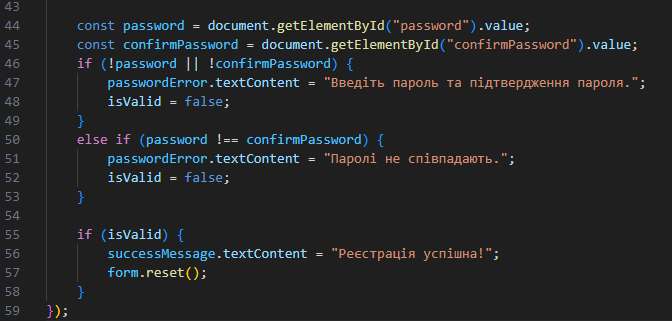 43
44 const password = document.getElementById("password").value;
45 const confirmPassword = document.getElementById("confirmPassword").value;
46 if (!password || !confirmPassword) {
47 passwordError.textContent = "Введіть пароль та підтвердження пароля.";
48 isValid = false;
49 }
50 else if (password !== confirmPassword) {
51 passwordError.textContent = "Паролі не співпадають.";
52 isValid = false;
53 }
54
55 if (isValid) {
56 successMessage.textContent = "Реєстрація успішна!";
57 form.reset();
58 }
59 });